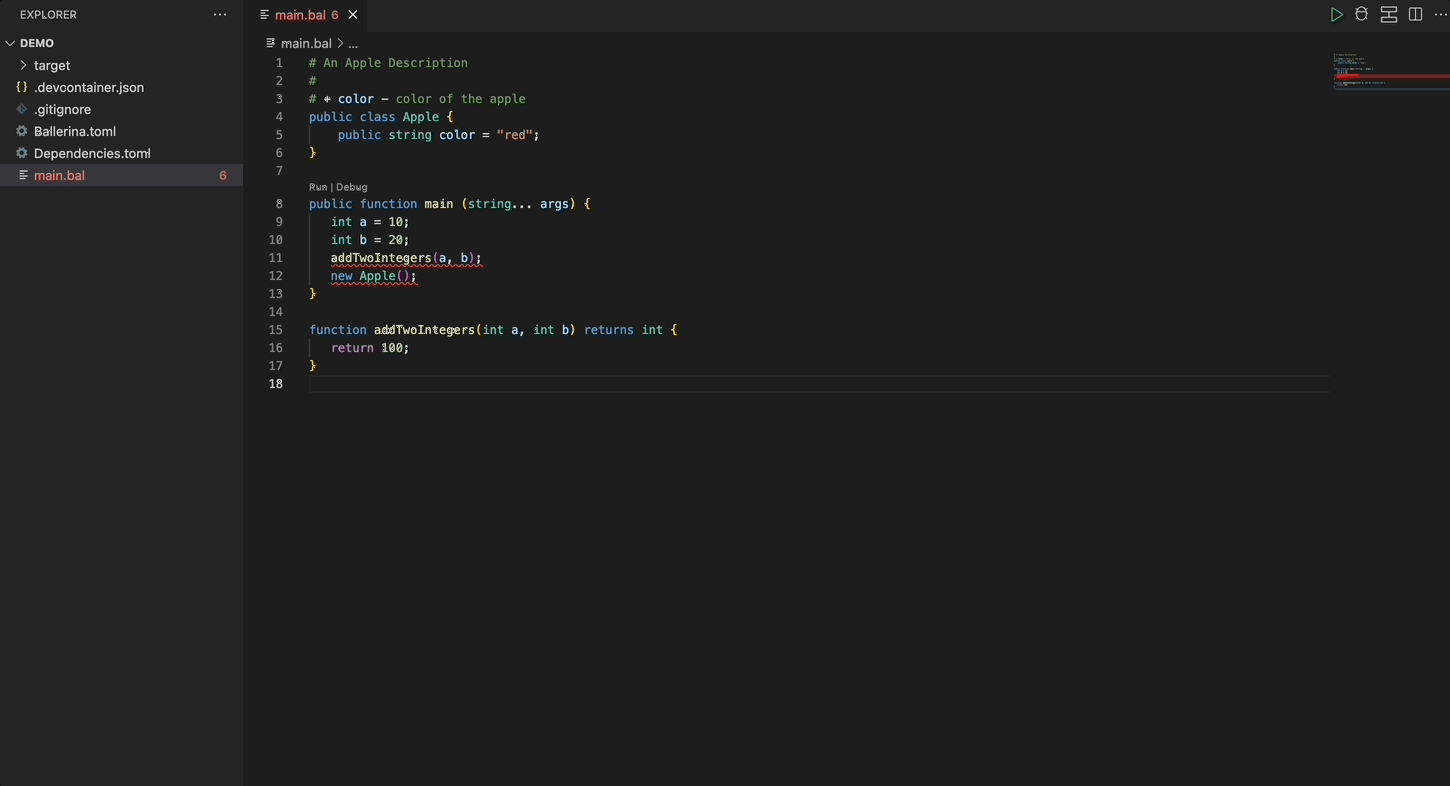 EXPLORER
DEMO
target
{} .devcontainer.json
.gitignore
Ballerina.toml
Dependencies.toml
main.bal 6
main.bal 6
main.bal > ...
1 # An Apple Description
2 #
3 # + color - color of the apple
4 public class Apple {
5 public string color = "red";
6 }
7
Run | Debug
8 public function main (string... args) {
9 int a = 10;
10 int b = 20;
11 addTwoIntegers(a, b);
12 new Apple();
13 }
14
15 function addTwoIntegers(int a, int b) returns int {
16 return 100;
17 }
18